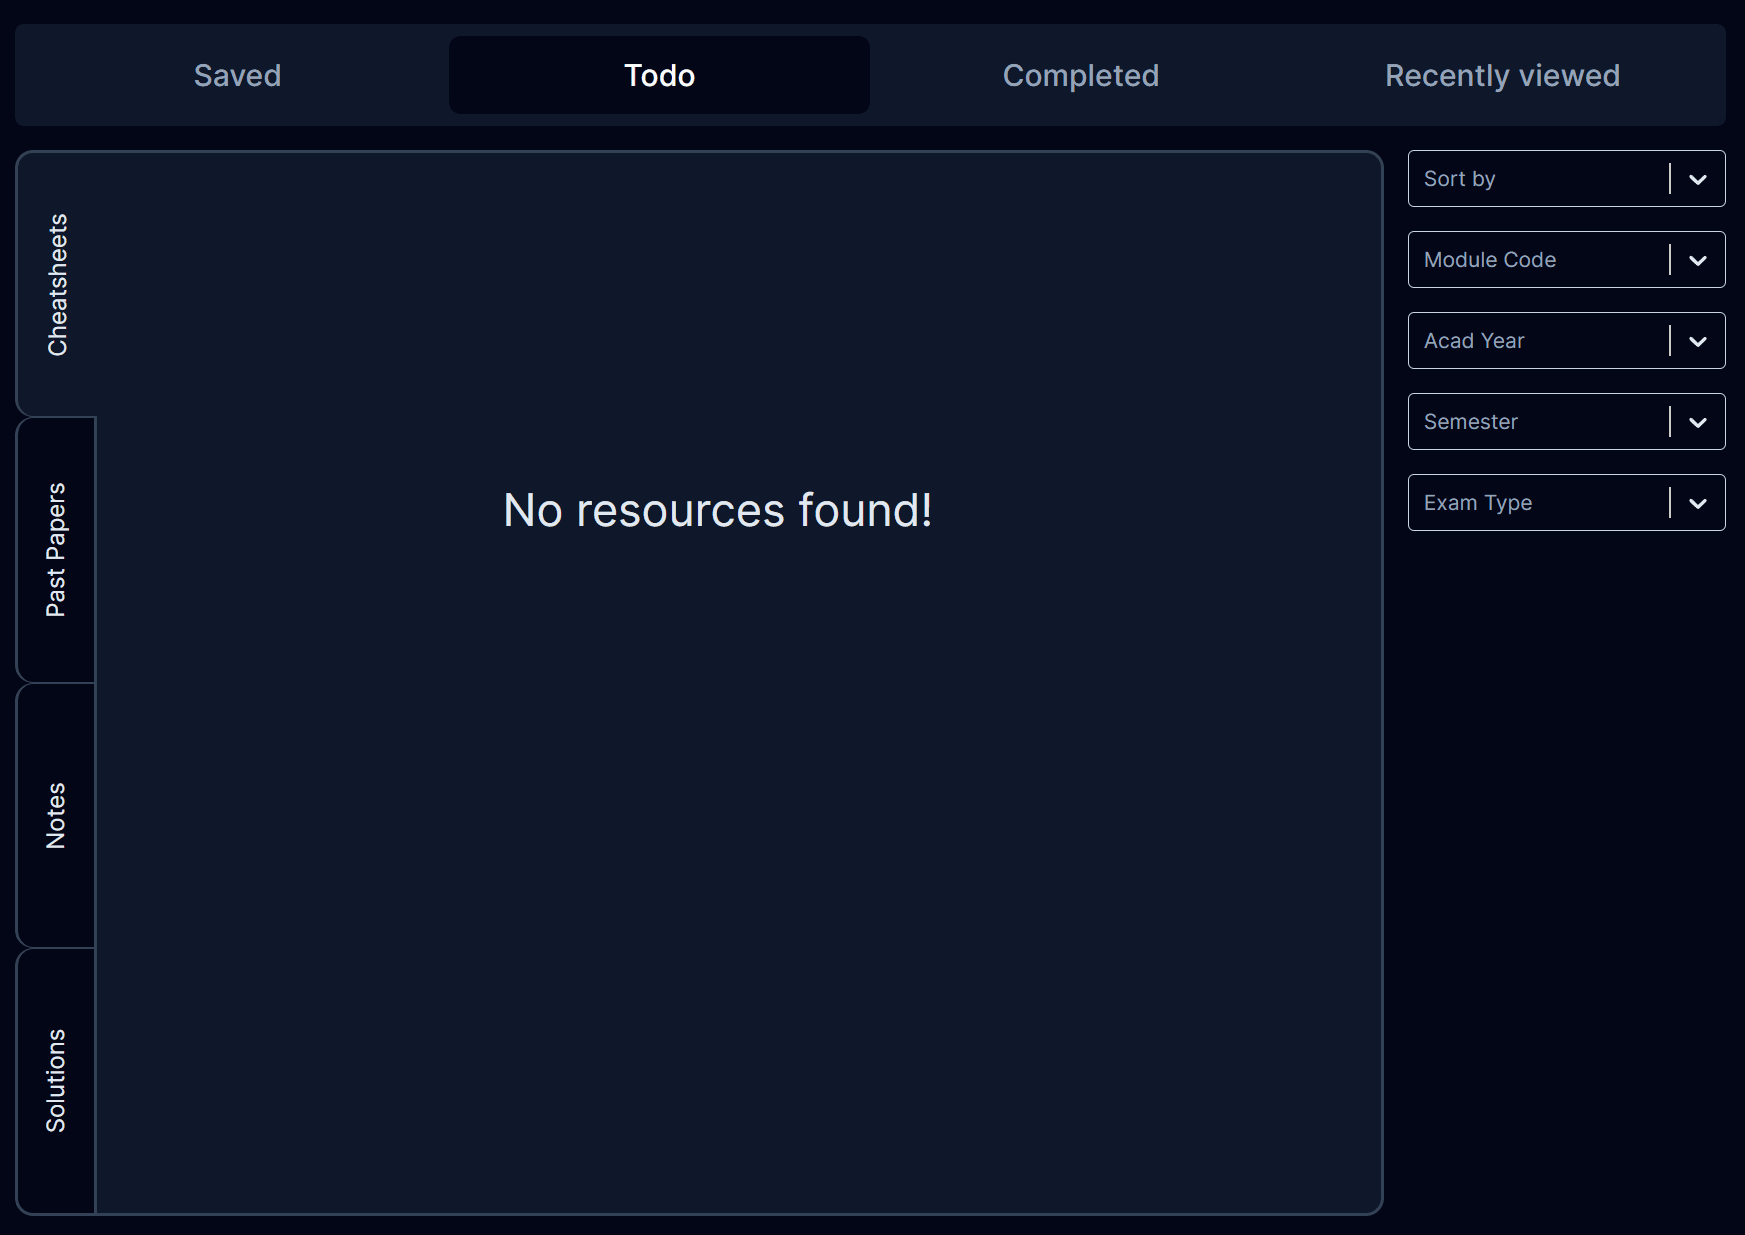 Saved
Todo
Completed
Recently viewed
Cheatsheets
Past Papers
Notes
Solutions
No resources found!
Sort by
Module Code
Acad Year
Semester
Exam Type